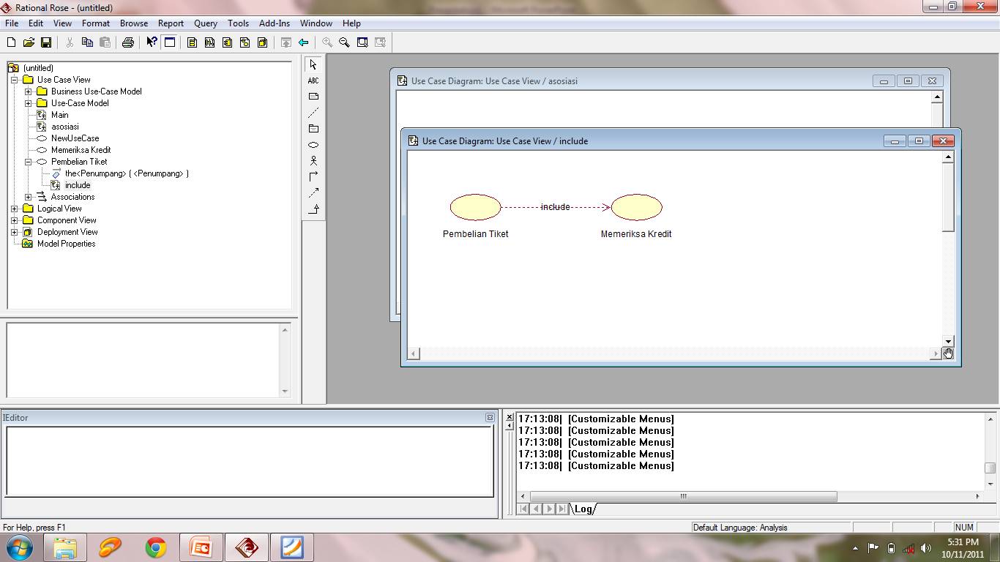 Rational Rose - (untitled)
File Edit View Format Browse Report Query Tools Add-Ins Window Help
(untitled)
Use Case View
Business Use-Case Model
Use-Case Model
Main
asosiasi
NewUseCase
Memeriksa Kredit
Pembelian Tiket
the<Penumpang> ( <Penumpang> )
include
Associations
Logical View
Component View
Deployment View
Model Properties
ABC
Use Case Diagram: Use Case View / asosiasi
Use Case Diagram: Use Case View / include
include
Pembelian Tiket
Memeriksa Kredit
IEditor
17:13:08| [Customizable Menus]
17:13:08| [Customizable Menus]
17:13:08| [Customizable Menus]
17:13:08| [Customizable Menus]
17:13:08| [Customizable Menus]
Log
For Help, press F1
Default Language: Analysis
NUM
5:31 PM
10/11/2011